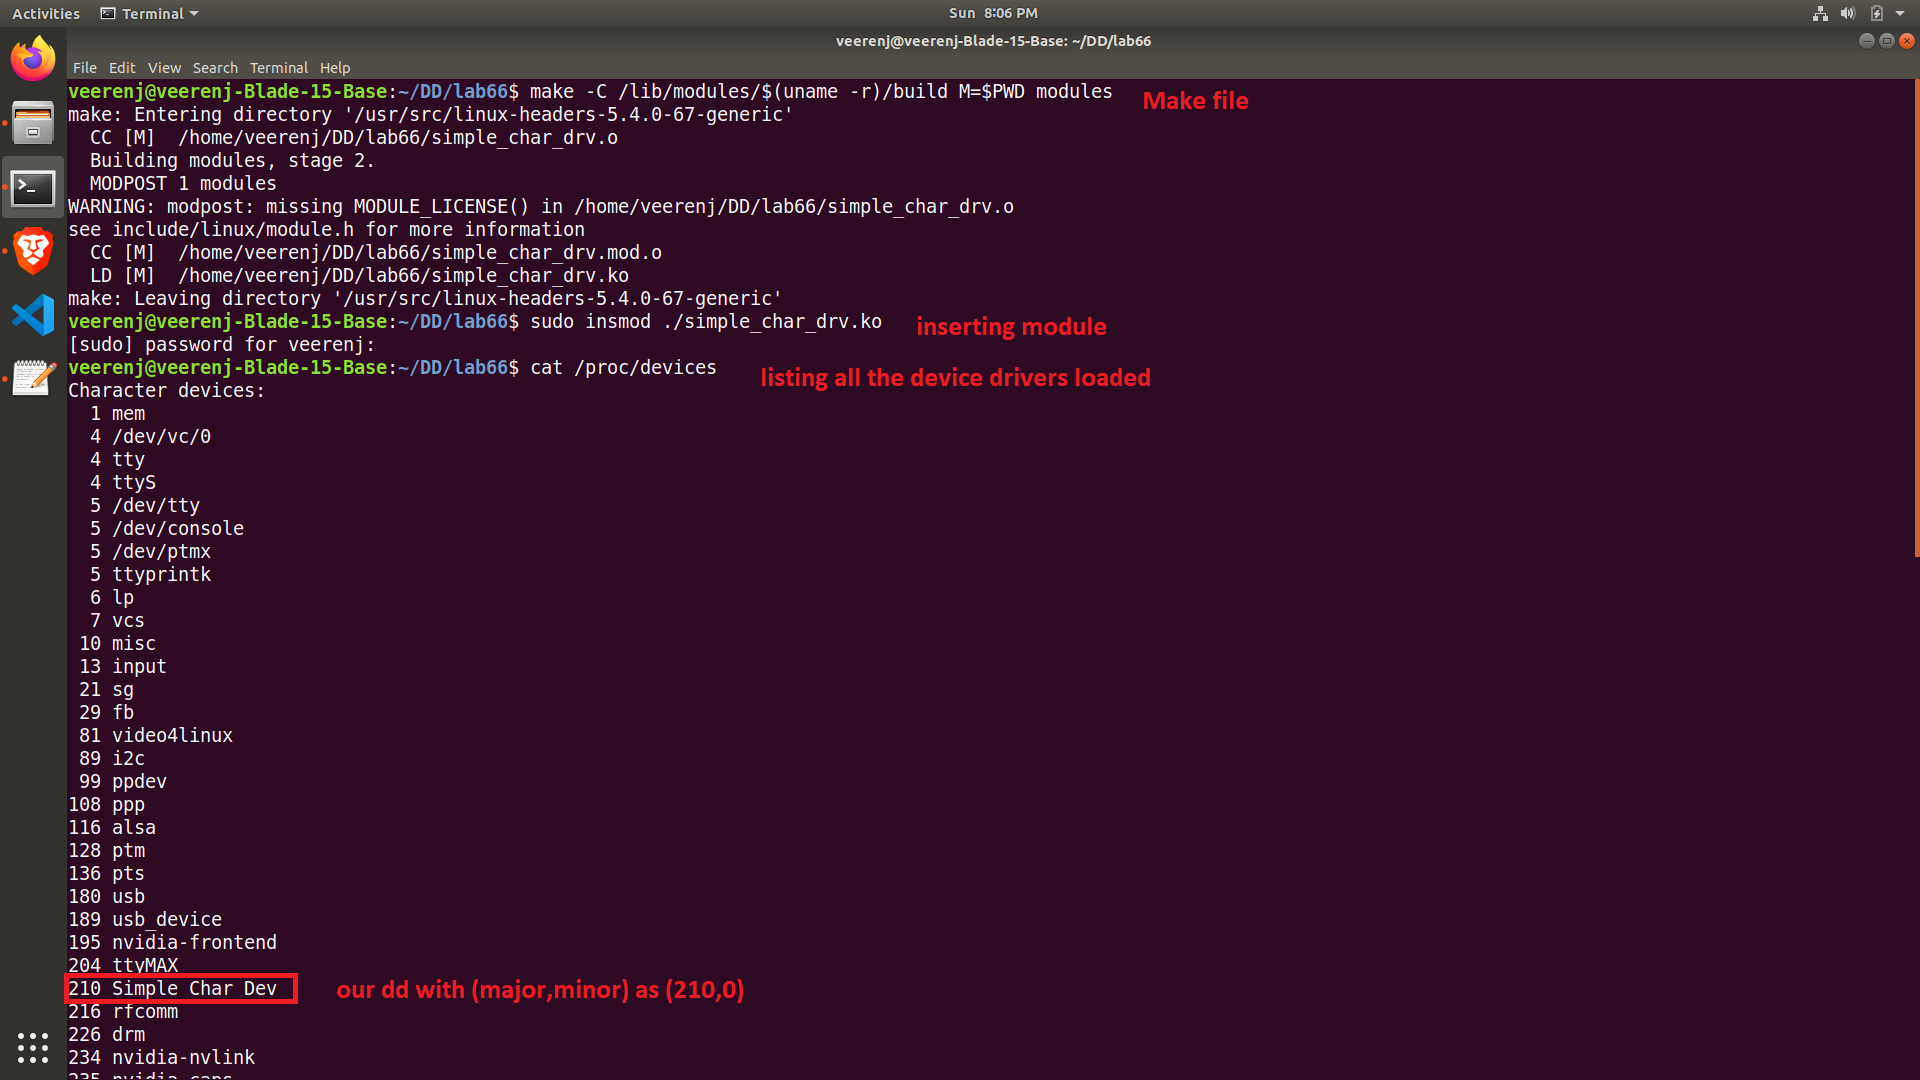 Activities Terminal Sun 8:06 PM
veerenj@veerenj-Blade-15-Base: ~/DD/lab66
File Edit View Search Terminal Help
veerenj@veerenj-Blade-15-Base:~/DD/lab66$ make -C /lib/modules/$(uname -r)/build M=$PWD modules
Make file
make: Entering directory '/usr/src/linux-headers-5.4.0-67-generic'
CC [M] /home/veerenj/DD/lab66/simple_char_drv.o
Building modules, stage 2.
MODPOST 1 modules
WARNING: modpost: missing MODULE_LICENSE() in /home/veerenj/DD/lab66/simple_char_drv.o
see include/linux/module.h for more information
CC [M] /home/veerenj/DD/lab66/simple_char_drv.mod.o
LD [M] /home/veerenj/DD/lab66/simple_char_drv.ko
make: Leaving directory '/usr/src/linux-headers-5.4.0-67-generic'
veerenj@veerenj-Blade-15-Base:~/DD/lab66$ sudo insmod ./simple_char_drv.ko
inserting module
[sudo] password for veerenj:
veerenj@veerenj-Blade-15-Base:~/DD/lab66$ cat /proc/devices
listing all the device drivers loaded
Character devices:
1 mem
4 /dev/vc/0
4 tty
4 ttyS
5 /dev/tty
5 /dev/console
5 /dev/ptmx
5 ttyprintk
6 lp
7 vcs
10 misc
13 input
21 sg
29 fb
81 video4linux
89 i2c
99 ppdev
108 ppp
116 alsa
128 ptm
136 pts
180 usb
189 usb_device
195 nvidia-frontend
204 ttyMAX
210 Simple Char Dev
our dd with (major,minor) as (210,0)
216 rfcomm
226 drm
234 nvidia-nvlink
235 nvidia-caps